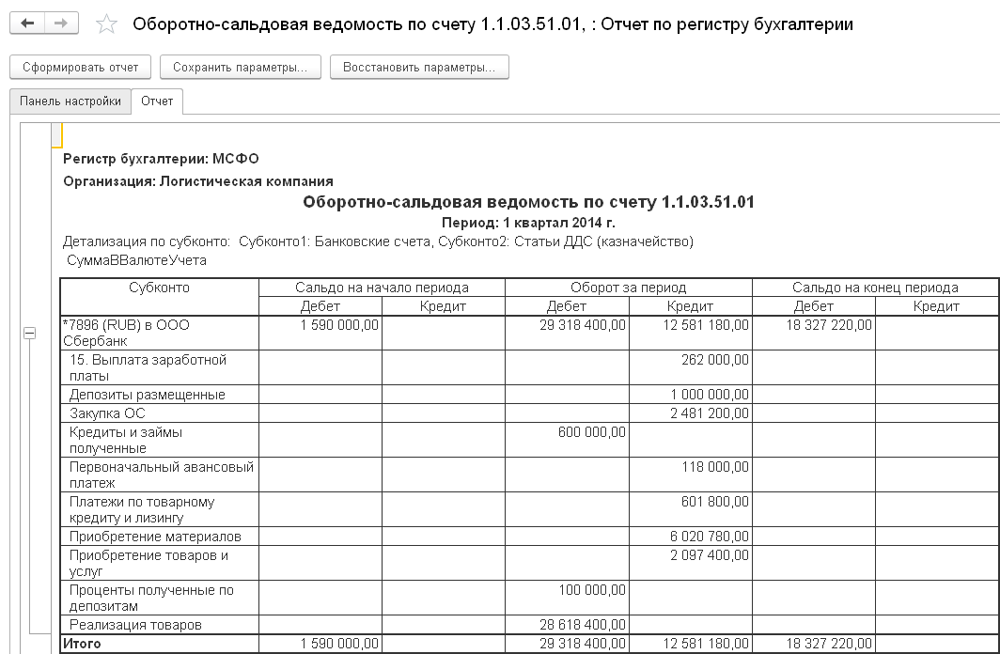 Оборотно-сальдовая ведомость по счету 1.1.03.51.01, : Отчет по регистру бухгалтерии
Сформировать отчет Сохранить параметры... Восстановить параметры...
Панель настройки Отчет
Регистр бухгалтерии: МСФО
Организация: Логистическая компания
Оборотно-сальдовая ведомость по счету 1.1.03.51.01
Период: 1 квартал 2014 г.
Детализация по субконто: Субконто1: Банковские счета, Субконто2: Статьи ДДС (казначейство)
СуммаВВалютеУчета
Субконто Сальдо на начало периода Оборот за период Сальдо на конец периода
Дебет Кредит Дебет Кредит Дебет Кредит
*7896 (RUB) в ООО 1 590 000,00 29 318 400,00 12 581 180,00 18 327 220,00
Сбербанк
15. Выплата заработной 262 000,00
платы
Депозиты размещенные 1 000 000,00
Закупка ОС 2 481 200,00
Кредиты и займы 600 000,00
полученные
Первоначальный авансовый 118 000,00
платеж
Платежи по товарному 601 800,00
кредиту и лизингу
Приобретение материалов 6 020 780,00
Приобретение товаров и 2 097 400,00
услуг
Проценты полученные по 100 000,00
депозитам
Реализация товаров 28 618 400,00
Итого 1 590 000,00 29 318 400,00 12 581 180,00 18 327 220,00